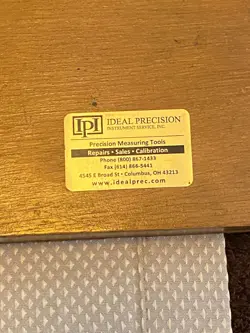 IPI IDEAL PRECISION
INSTRUMENT SERVICE, INC.
Precision Measuring Tools
Repairs • Sales • Calibration
Phone (800) 867-1433
Fax (614) 866-5441
4545 E Broad St • Columbus, OH 43213
www.idealprec.com